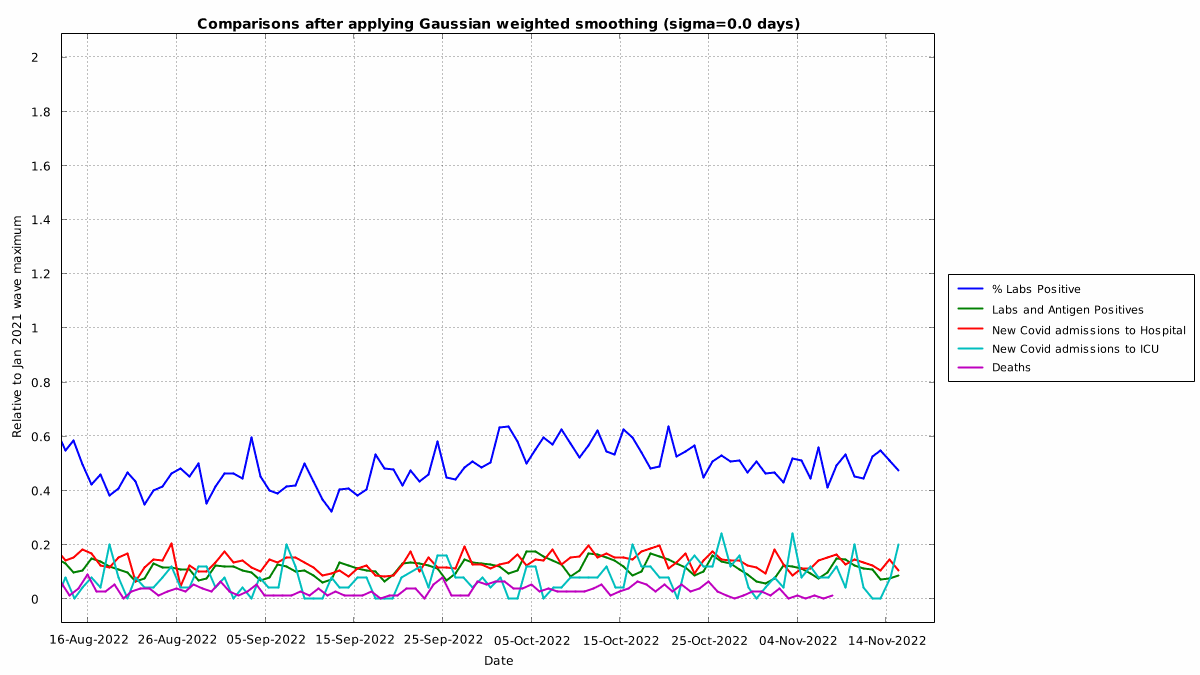 Comparisons after applying Gaussian weighted smoothing (sigma=0.0 days)
Relative to Jan 2021 wave maximum
2
1.8
1.6
1.4
1.2
1
0.8
0.6
0.4
0.2
0
16-Aug-2022 26-Aug-2022 05-Sep-2022 15-Sep-2022 25-Sep-2022 05-Oct-2022 15-Oct-2022 25-Oct-2022 04-Nov-2022 14-Nov-2022
Date
% Labs Positive
Labs and Antigen Positives
New Covid admissions to Hospital
New Covid admissions to ICU
Deaths